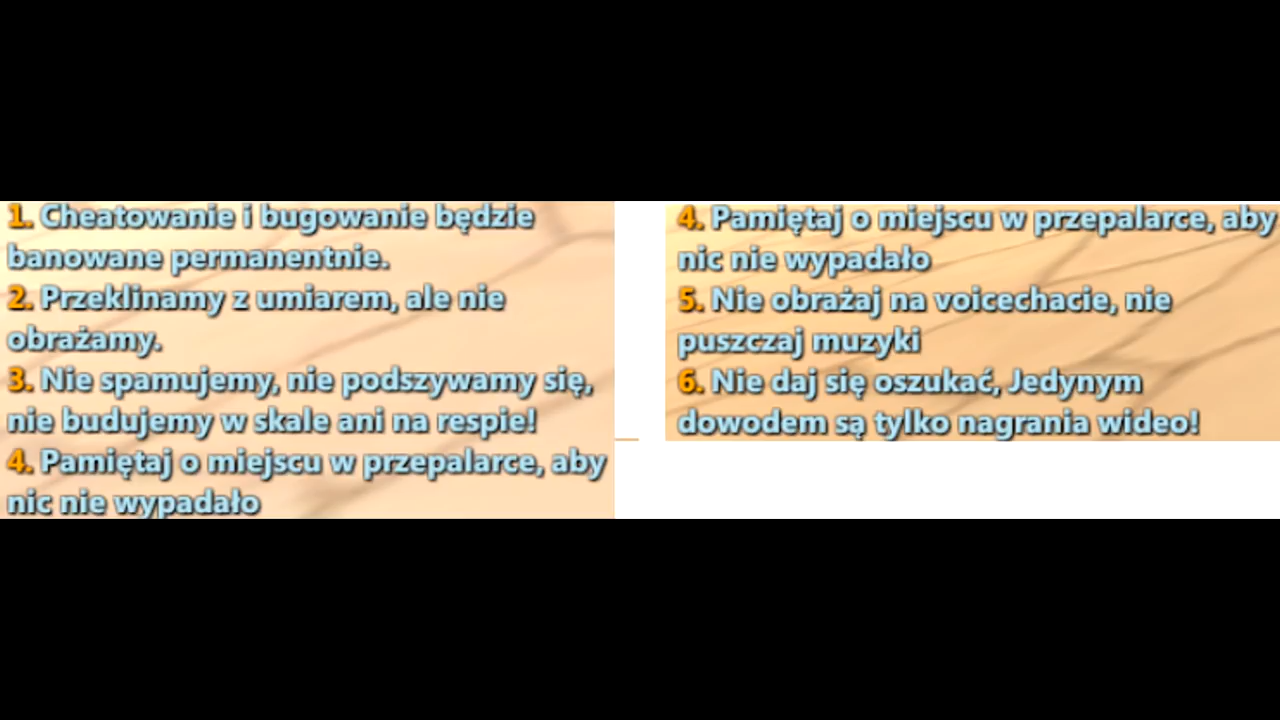 1. Cheatowanie i bugowanie będzie
banowane permanentnie.
2. Przeklinamy z umiarem, ale nie
obrażamy.
3. Nie spamujemy, nie podszywamy się,
nie budujemy w skale ani na respie!
4. Pamiętaj o miejscu w przepalarce, aby
nic nie wypadało
4. Pamiętaj o miejscu w przepalarce, aby
nic nie wypadało
5. Nie obrażaj na voicechacie, nie
puszczaj muzyki
6. Nie daj się oszukać, Jedynym
dowodem są tylko nagrania wideo!